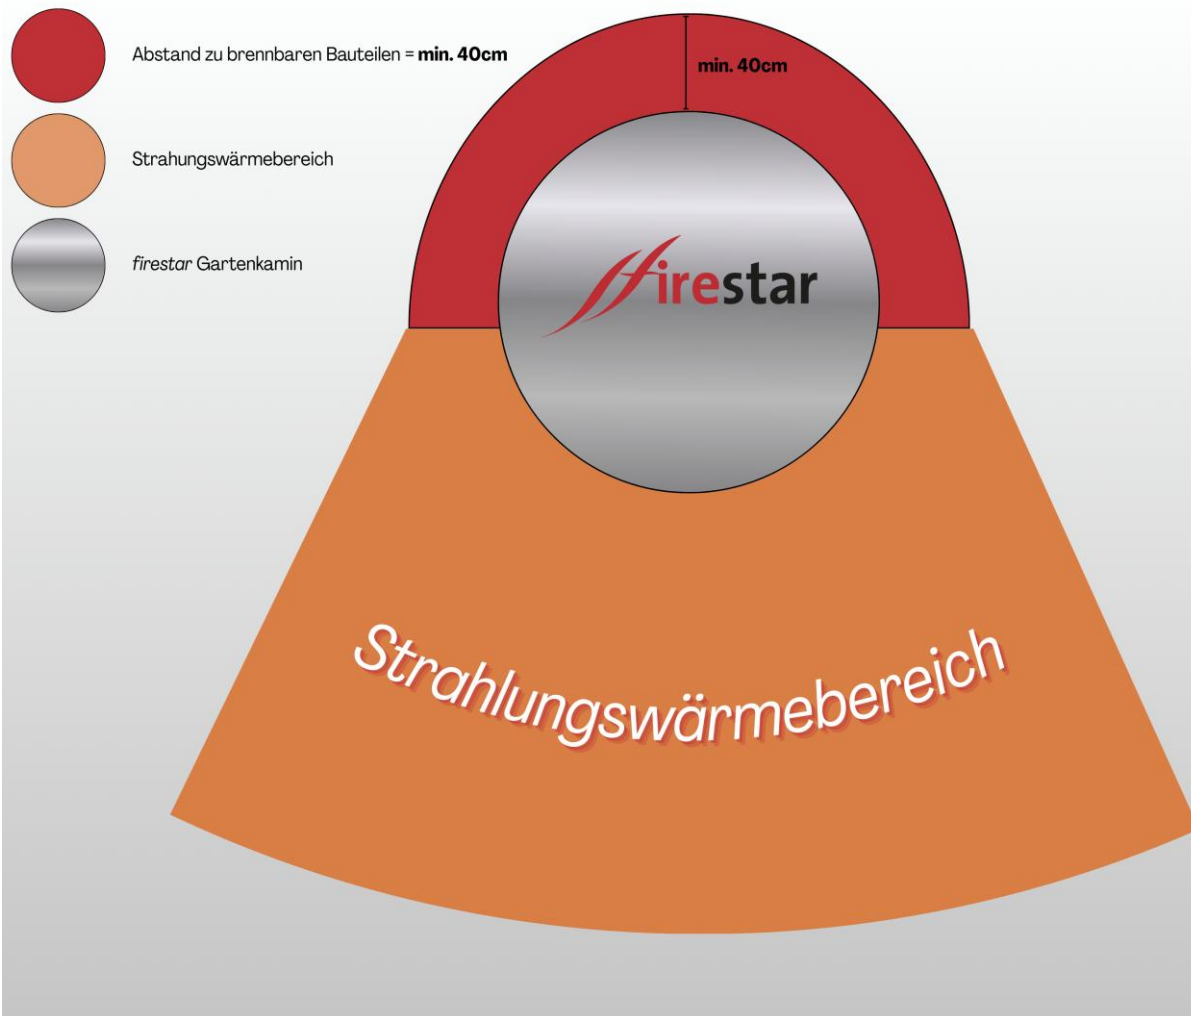 Abstand zu brennbaren Bauteilen = min. 40cm
min. 40cm
Strahungswärmebereich
firestar Gartenkamin
firestar
Strahlungswärmebereich